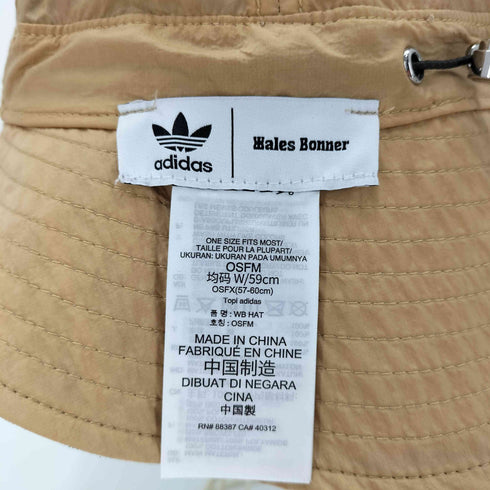 adidas
Wales Bonner
ONE SIZE FITS MOST/
TAILLE POUR LA PLUPART/
UKURAN: UKURAN PADA UMUMNYA
OSFM
均码 W/59cm
OSFX(57-60cm)
Topi adidas
품 명 : WB HAT
호칭 : OSFM
MADE IN CHINA
FABRIQUÉ EN CHINE
中国制造
DIBUAT DI NEGARA
CINA
中國製
RN# 88387 CA# 40312